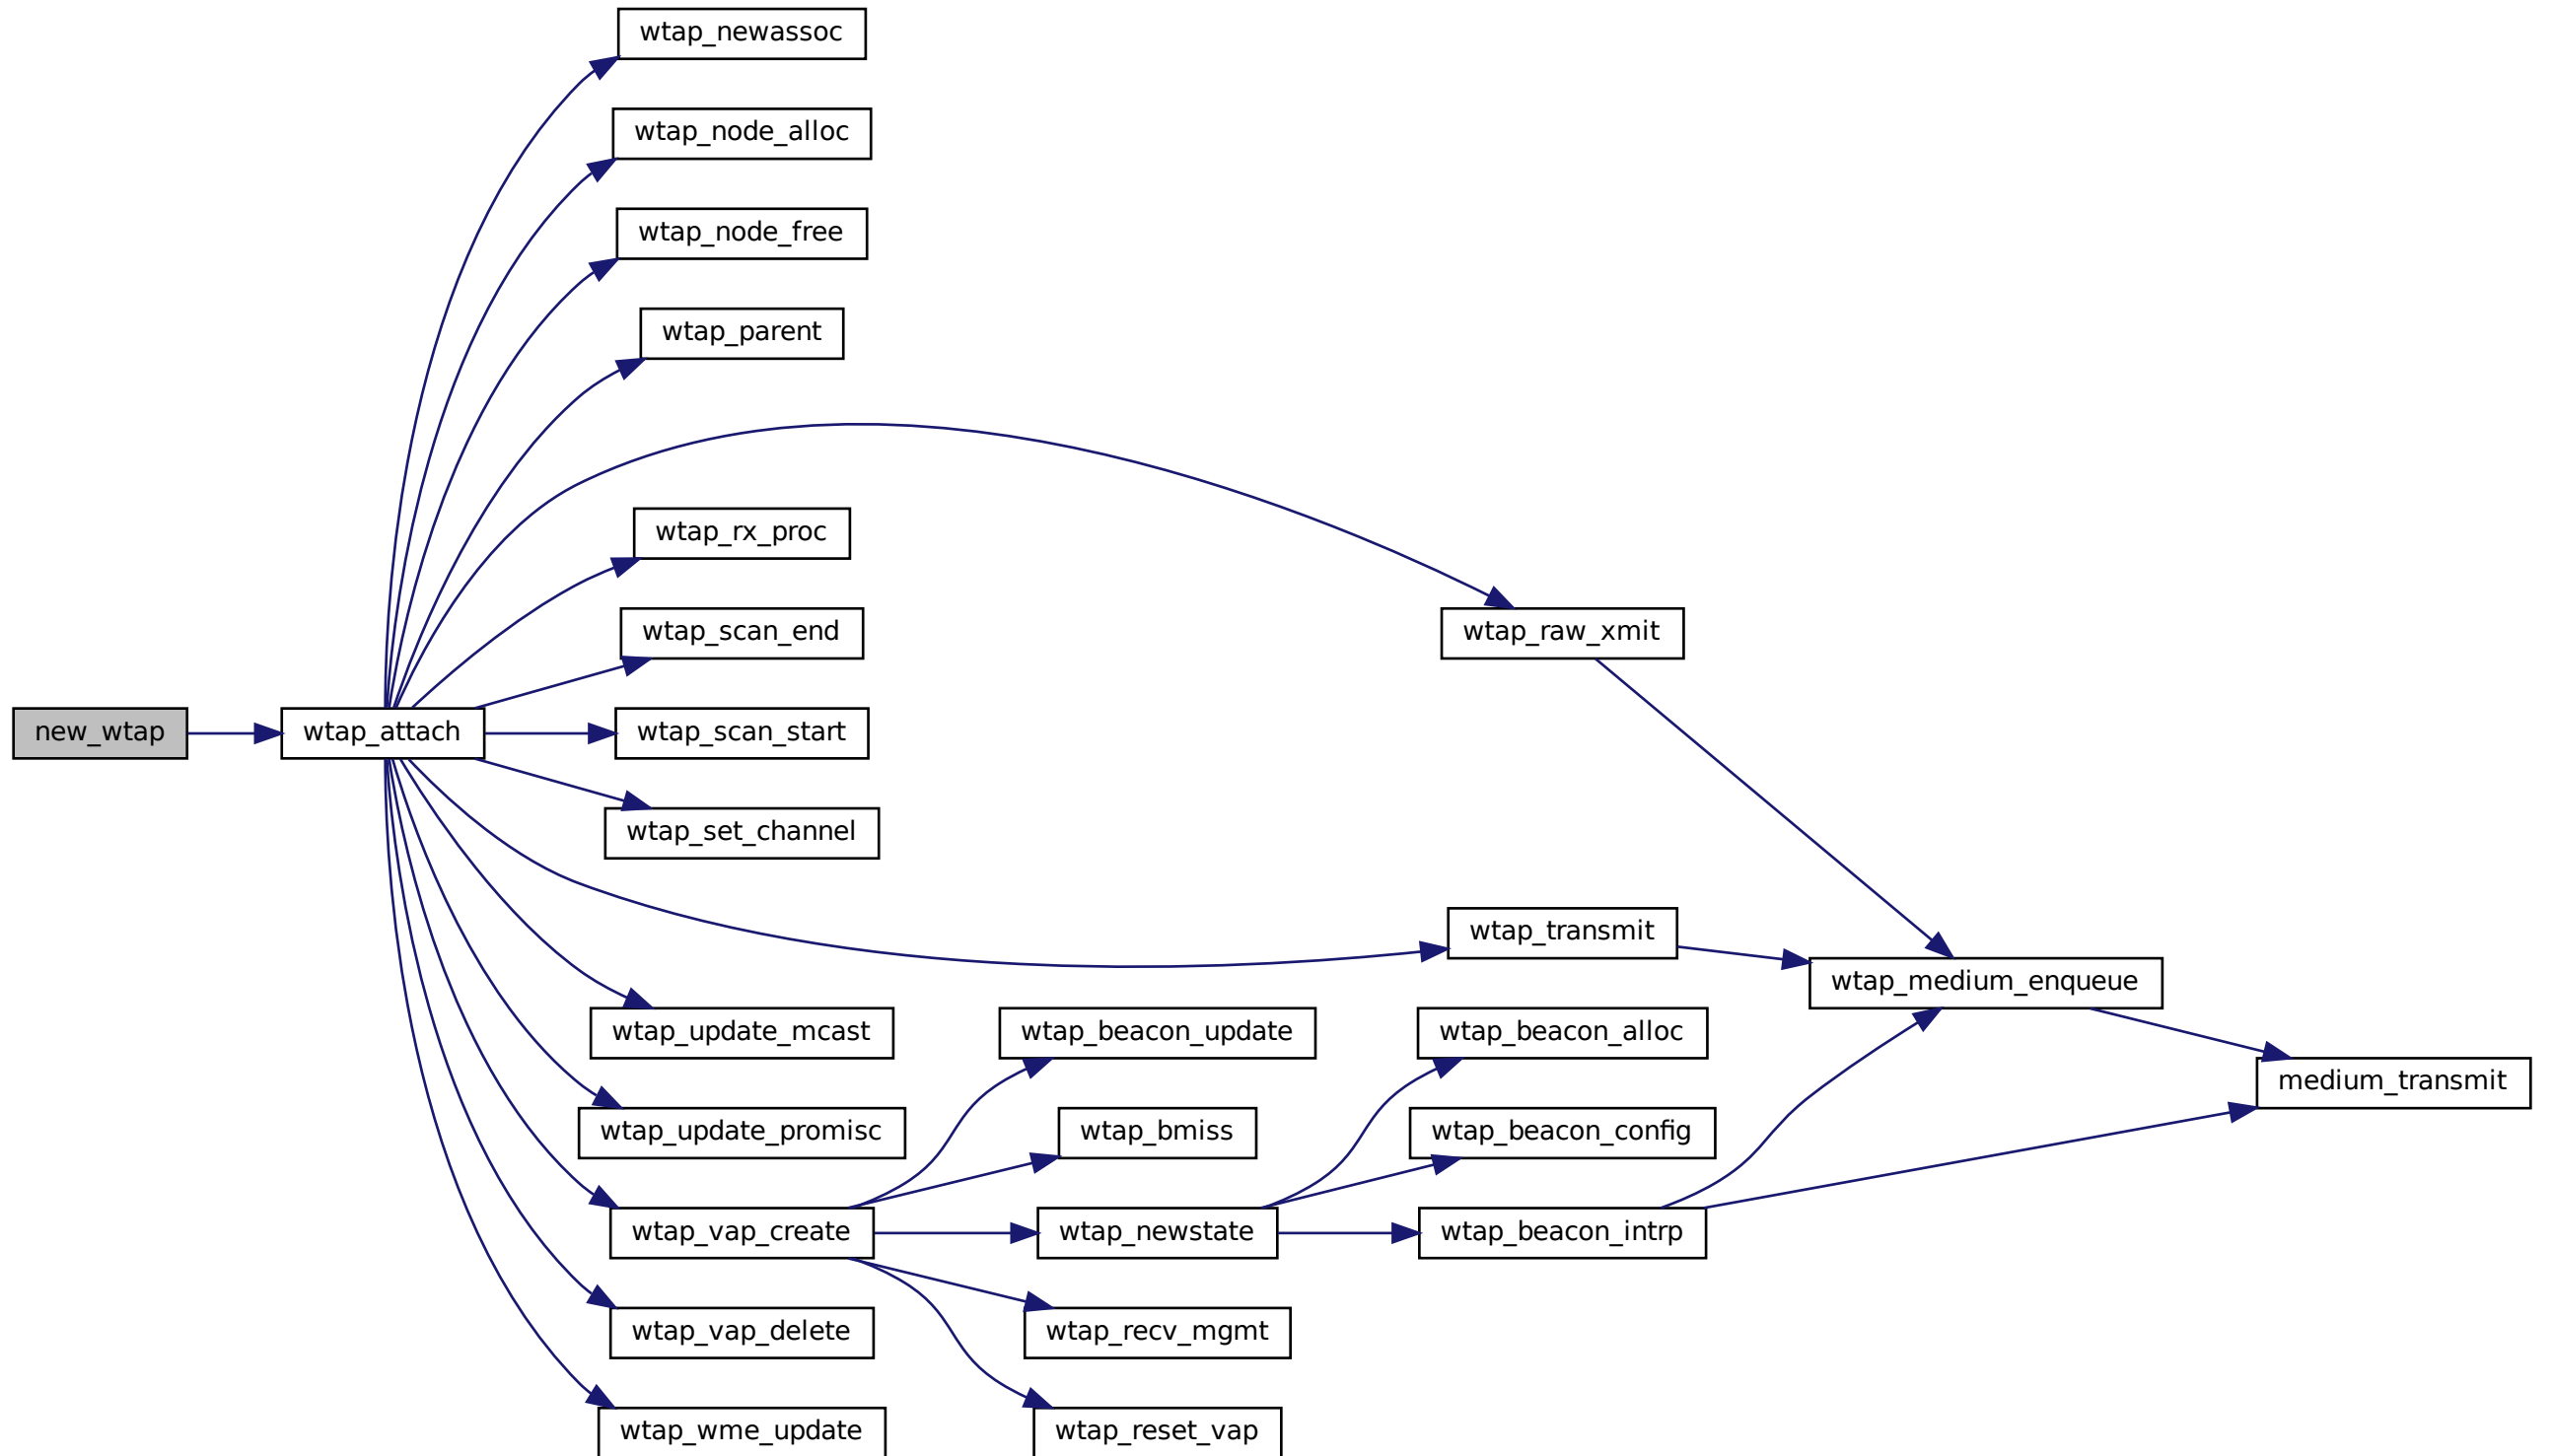 wtap_newassoc
wtap_node_alloc
wtap_node_free
wtap_parent
wtap_rx_proc
wtap_scan_end
wtap_raw_xmit
new_wtap
wtap_attach
wtap_scan_start
wtap_set_channel
wtap_transmit
wtap_medium_enqueue
wtap_update_mcast
wtap_beacon_update
wtap_beacon_alloc
medium_transmit
wtap_update_promisc
wtap_bmiss
wtap_beacon_config
wtap_vap_create
wtap_newstate
wtap_beacon_intrp
wtap_vap_delete
wtap_recv_mgmt
wtap_wme_update
wtap_reset_vap